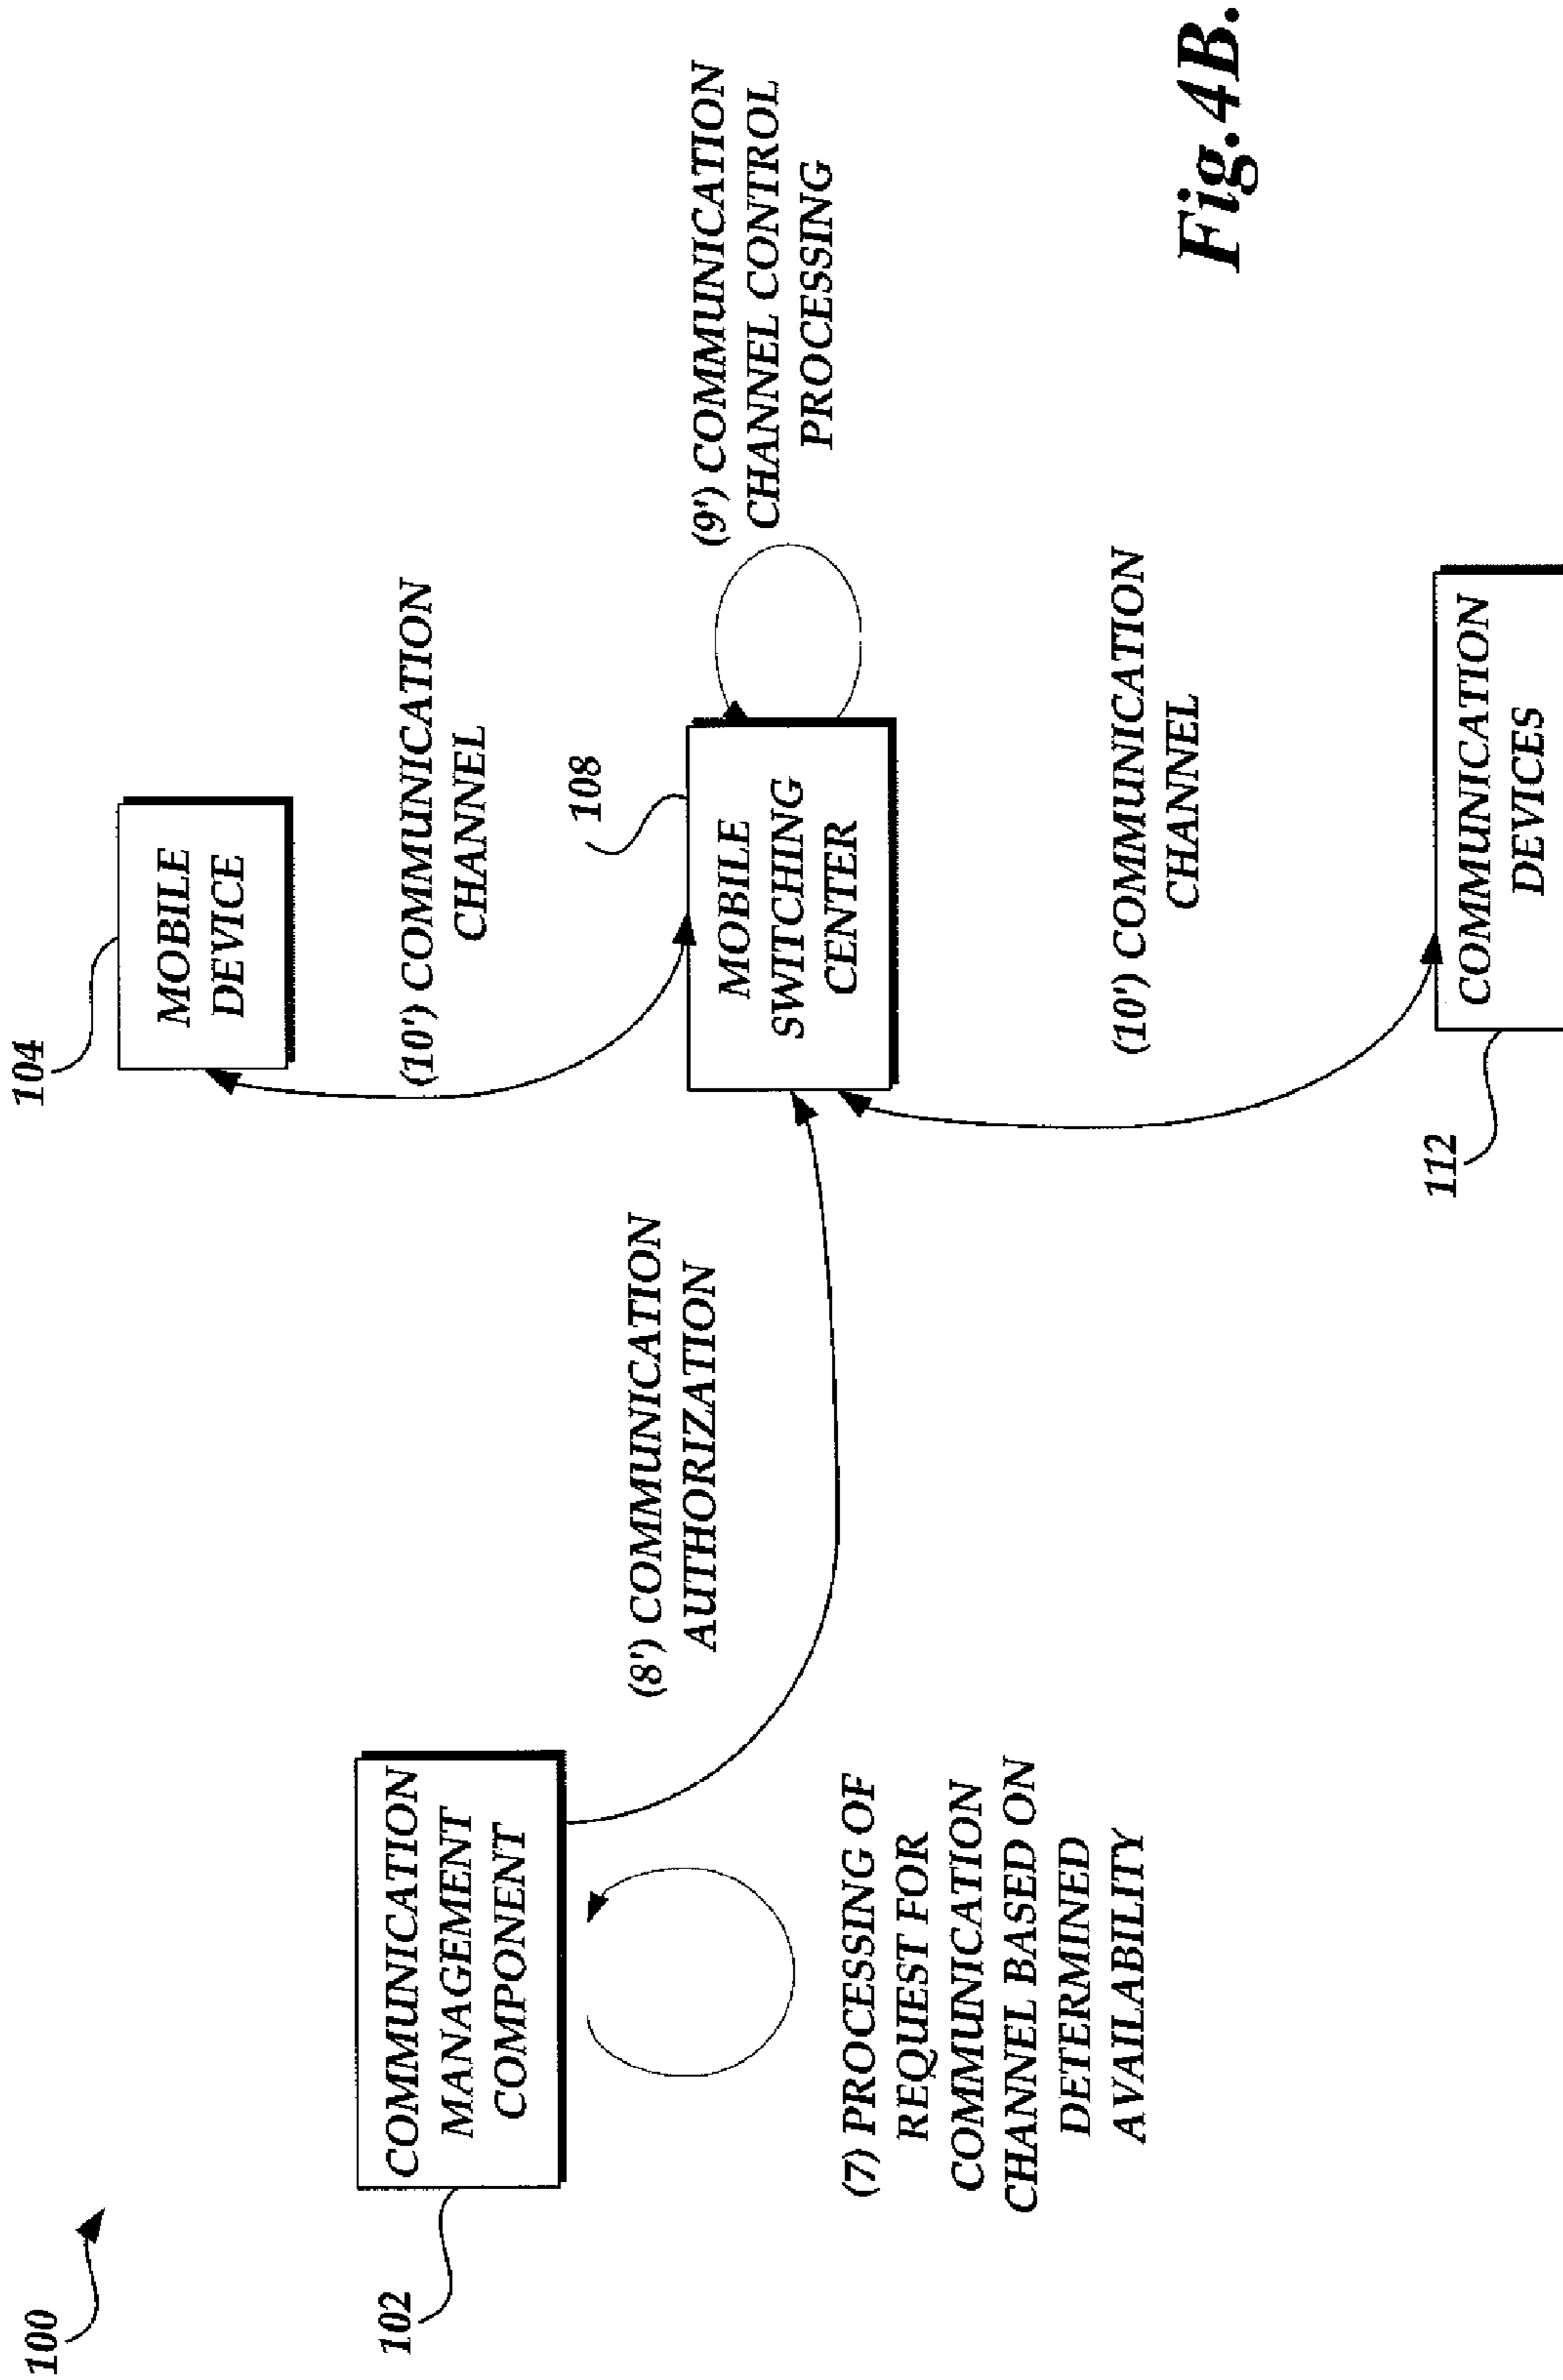 100
102
COMMUNICATION
MANAGEMENT
COMPONENT
(7) PROCESSING OF
REQUEST FOR
COMMUNICATION
CHANNEL BASED ON
DETERMINED
AVAILABILITY
(8') COMMUNICATION
AUTHORIZATION
104
MOBILE
DEVICE
(10') COMMUNICATION
CHANNEL
108
MOBILE
SWITCHING
CENTER
(9') COMMUNICATION
CHANNEL CONTROL
PROCESSING
(10') COMMUNICATION
CHANNEL
112
COMMUNICATION
DEVICES
Fig.4B.